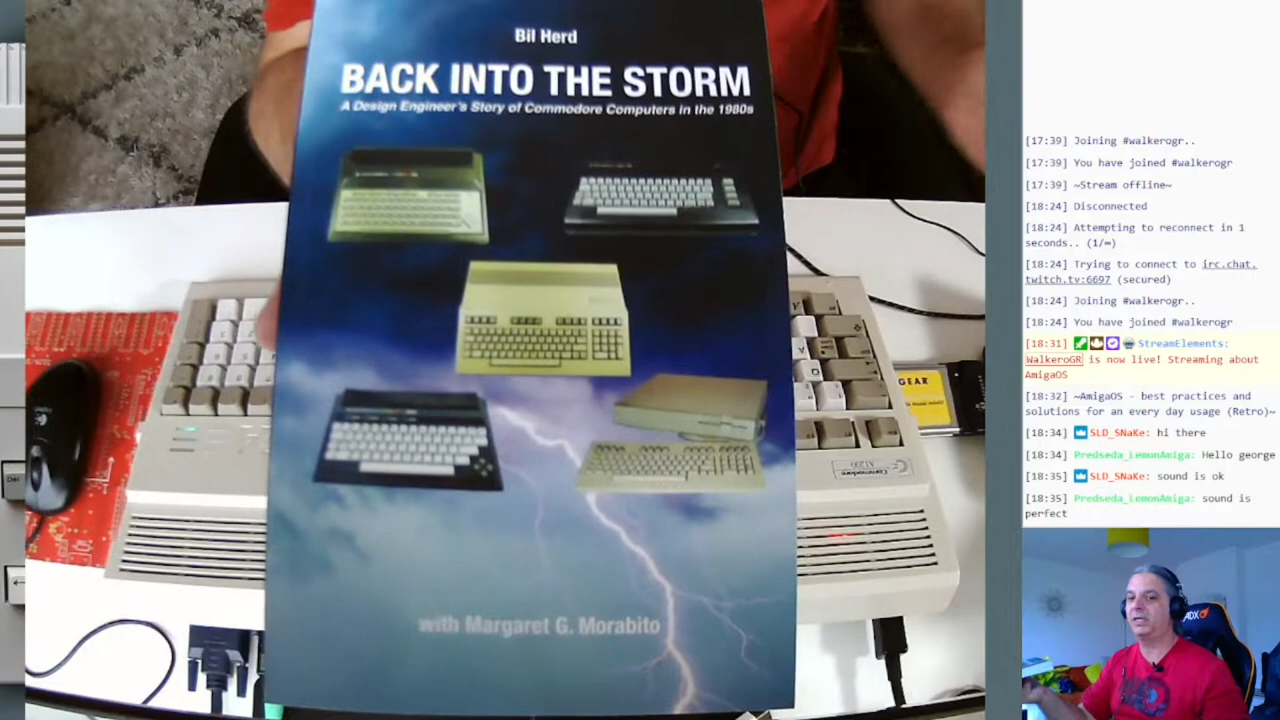 Bil Herd
BACK INTO THE STORM
A Design Engineer's Story of Commodore Computers in the 1980s
with Margaret G. Morabito
GEAR
Commodore
A1200
Del
ADX
[17:39] Joining #walkerogr..
[17:39] You have joined #walkerogr
[17:39] ~Stream offline~
[18:24] Disconnected
[18:24] Attempting to reconnect in 1
seconds.. (1/∞)
[18:24] Trying to connect to irc.chat.
twitch.tv:6697 (secured)
[18:24] Joining #walkerogr..
[18:24] You have joined #walkerogr
[18:31] StreamElements:
WalkeroGR is now live! Streaming about
AmigaOS
[18:32] ~AmigaOS - best practices and
solutions for an every day usage (Retro)~
[18:34] SLD_SNaKe: hi there
[18:34] Predseda_LemonAmiga: Hello george
[18:35] SLD_SNaKe: sound is ok
[18:35] Predseda_LemonAmiga: sound is
perfect